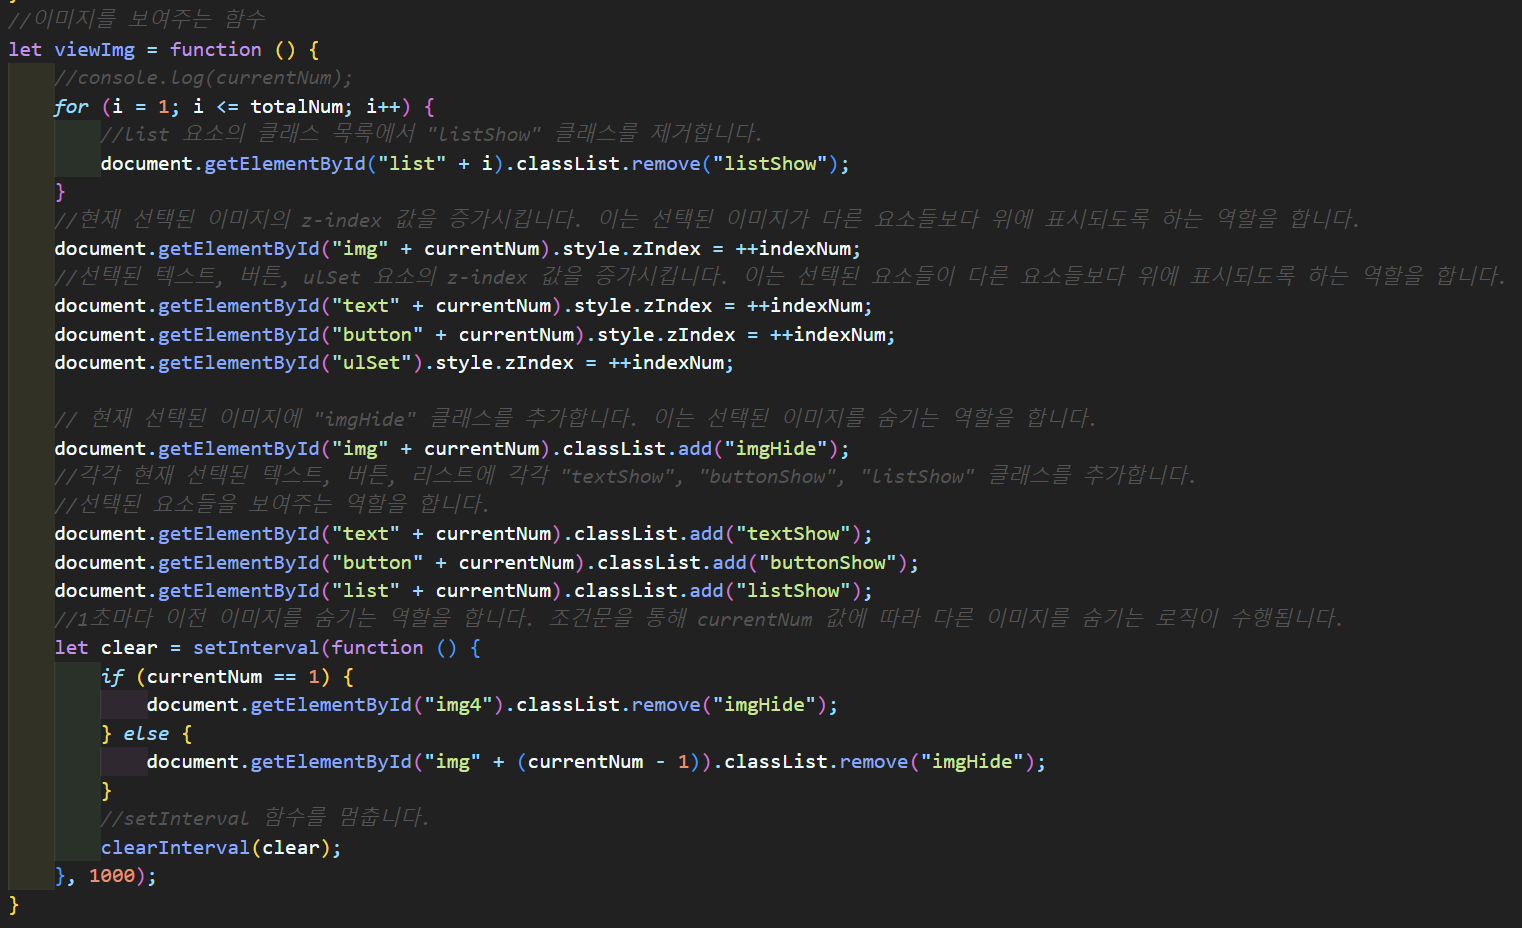 //이미지를 보여주는 함수
let viewImg = function () {
    //console.log(currentNum);
    for (i = 1; i <= totalNum; i++) {
        //list 요소의 클래스 목록에서 "listShow" 클래스를 제거합니다.
        document.getElementById("list" + i).classList.remove("listShow");
    }
    //현재 선택된 이미지의 z-index 값을 증가시킵니다. 이는 선택된 이미지가 다른 요소들보다 위에 표시되도록 하는 역할을 합니다.
    document.getElementById("img" + currentNum).style.zIndex = ++indexNum;
    //선택된 텍스트, 버튼, ulSet 요소의 z-index 값을 증가시킵니다. 이는 선택된 요소들이 다른 요소들보다 위에 표시되도록 하는 역할을 합니다.
    document.getElementById("text" + currentNum).style.zIndex = ++indexNum;
    document.getElementById("button" + currentNum).style.zIndex = ++indexNum;
    document.getElementById("ulSet").style.zIndex = ++indexNum;

    // 현재 선택된 이미지에 "imgHide" 클래스를 추가합니다. 이는 선택된 이미지를 숨기는 역할을 합니다.
    document.getElementById("img" + currentNum).classList.add("imgHide");
    //각각 현재 선택된 텍스트, 버튼, 리스트에 각각 "textShow", "buttonShow", "listShow" 클래스를 추가합니다.
    //선택된 요소들을 보여주는 역할을 합니다.
    document.getElementById("text" + currentNum).classList.add("textShow");
    document.getElementById("button" + currentNum).classList.add("buttonShow");
    document.getElementById("list" + currentNum).classList.add("listShow");
    //1초마다 이전 이미지를 숨기는 역할을 합니다. 조건문을 통해 currentNum 값에 따라 다른 이미지를 숨기는 로직이 수행됩니다.
    let clear = setInterval(function () {
        if (currentNum == 1) {
            document.getElementById("img4").classList.remove("imgHide");
        } else {
            document.getElementById("img" + (currentNum - 1)).classList.remove("imgHide");
        }
        //setInterval 함수를 멈춥니다.
        clearInterval(clear);
    }, 1000);
}